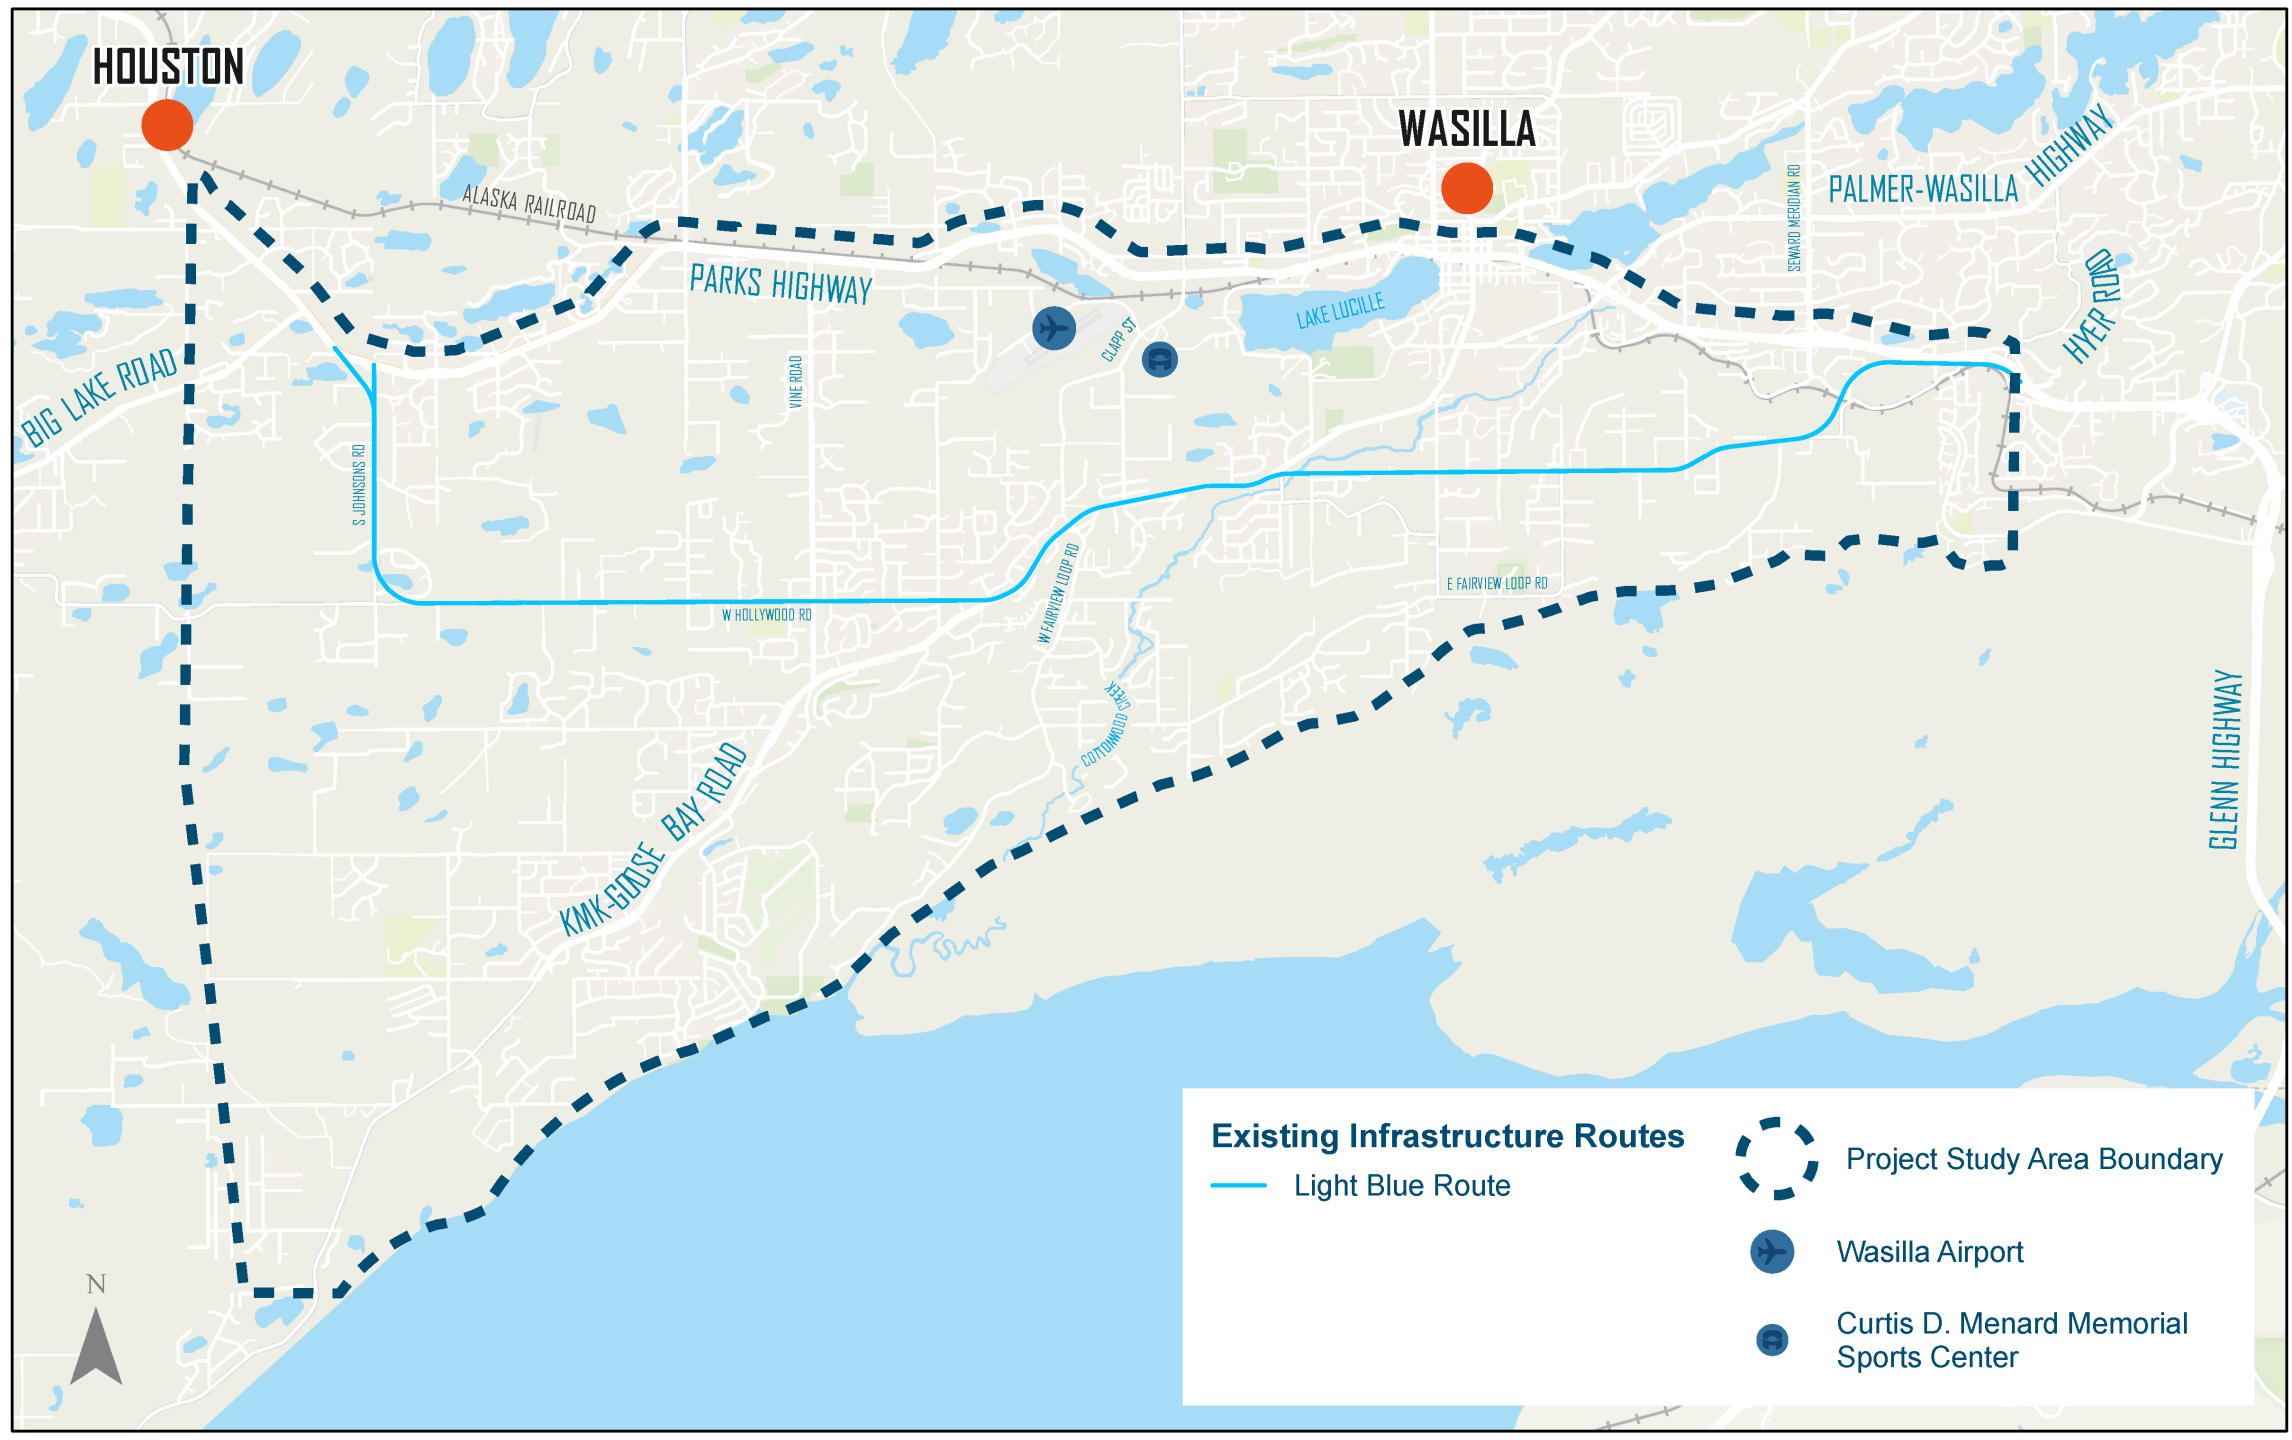 HOUSTON
WASILLA
ALASKA RAILROAD
PALMER-WASILLA HIGHWAY
SEWARD MERIDIAN RD
HYER ROAD
PARKS HIGHWAY
LAKE LUCILLE
CLAPP ST
BIG LAKE ROAD
VINE ROAD
S JOHNSONS RD
W HOLLYWOOD RD
W FAIRVIEW LOOP RD
E FAIRVIEW LOOP RD
COTTONWOOD CREEK
KMK-GOOSE BAY ROAD
GLENN HIGHWAY
N
Existing Infrastructure Routes
Light Blue Route
Project Study Area Boundary
Wasilla Airport
Curtis D. Menard Memorial
Sports Center